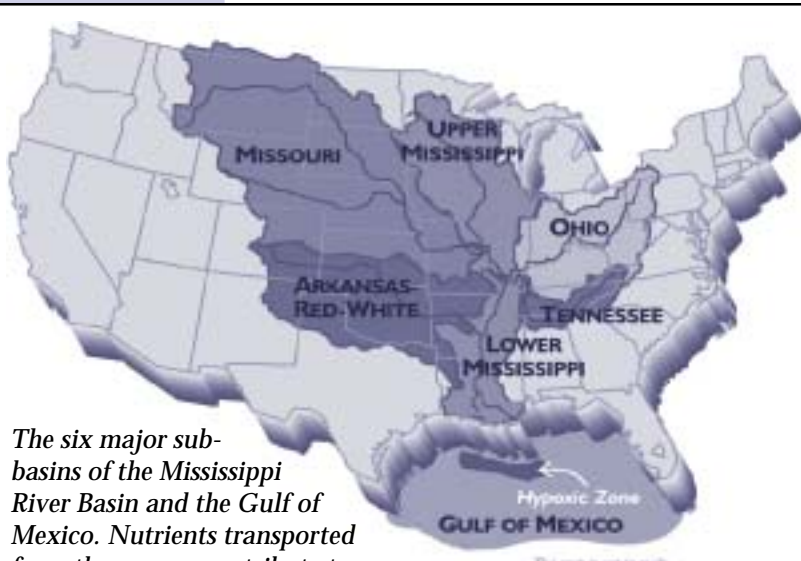 UPPER
MISSISSIPPI
MISSOURI
OHIO
ARKANSAS-
RED-WHITE
TENNESSEE
LOWER
MISSISSIPPI
The six major sub-
basins of the Mississippi
River Basin and the Gulf of
Mexico. Nutrients transported
Hypoxic Zone
GULF OF MEXICO